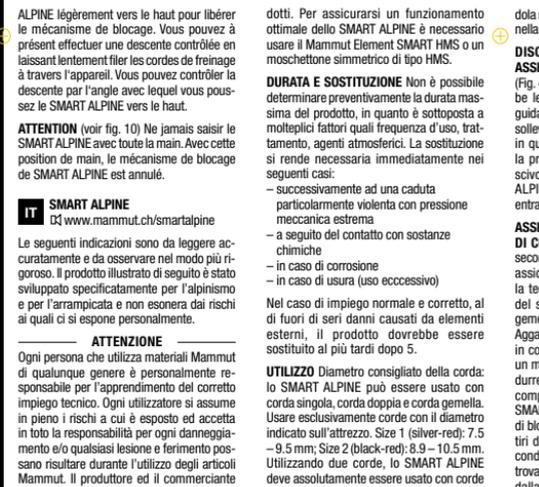 ALPINE légèrement vers le haut pour libérer
le mécanisme de blocage. Vous pouvez à
présent effectuer une descente contrôlée en
laissant lentement filer les cordes de freinage
à travers l'appareil. Vous pouvez contrôler la
descente par l'angle avec lequel vous pous-
sez le SMART ALPINE vers le haut.
ATTENTION (voir fig. 10) Ne jamais saisir le
SMART ALPINE avec toute la main. Avec cette
position de main, le mécanisme de blocage
de SMART ALPINE est annulé.
IT SMART ALPINE
www.mammut.ch/smartalpine
Le seguenti indicazioni sono da leggere ac-
curatamente e da osservare nel modo più ri-
goroso. Il prodotto illustrato di seguito è stato
sviluppato specificatamente per l'alpinismo
e per l'arrampicata e non esonera dai rischi
ai quali ci si espone personalmente.
ATTENZIONE
Ogni persona che utilizza materiali Mammut
di qualunque genere è personalmente re-
sponsabile per l'apprendimento del corretto
impiego tecnico. Ogni utilizzatore si assume
in pieno i rischi a cui è esposto ed accetta
in toto la responsabilità per ogni danneggia-
mento e/o qualsiasi lesione e ferimento pos-
sano risultare durante l'utilizzo degli articoli
Mammut. Il produttore ed il commerciante
dotti. Per assicurarsi un funzionamento
ottimale dello SMART ALPINE è necessario
usare il Mammut Element SMART HMS o un
moschettone simmetrico di tipo HMS.
DURATA E SOSTITUZIONE Non è possibile
determinare preventivamente la durata mas-
sima del prodotto, in quanto è sottoposta a
molteplici fattori quali frequenza d'uso, trat-
tamento, agenti atmosferici. La sostituzione
si rende necessaria immediatamente nei
seguenti casi:
– successivamente ad una caduta
particolarmente violenta con pressione
meccanica estrema
– a seguito del contatto con sostanze
chimiche
– in caso di corrosione
– in caso di usura (uso ecccessivo)
Nel caso di impiego normale e corretto, al
di fuori di seri danni causati da elementi
esterni, il prodotto dovrebbe essere
sostituito al più tardi dopo 5.
UTILIZZO Diametro consigliato della corda:
lo SMART ALPINE può essere usato con
corda singola, corda doppia e corda gemella.
Usare esclusivamente corde con il diametro
indicato sull'attrezzo. Size 1 (silver-red): 7.5
– 9.5 mm; Size 2 (black-red): 8.9 – 10.5 mm.
Utilizzando due corde, lo SMART ALPINE
deve assolutamente essere usato con corde